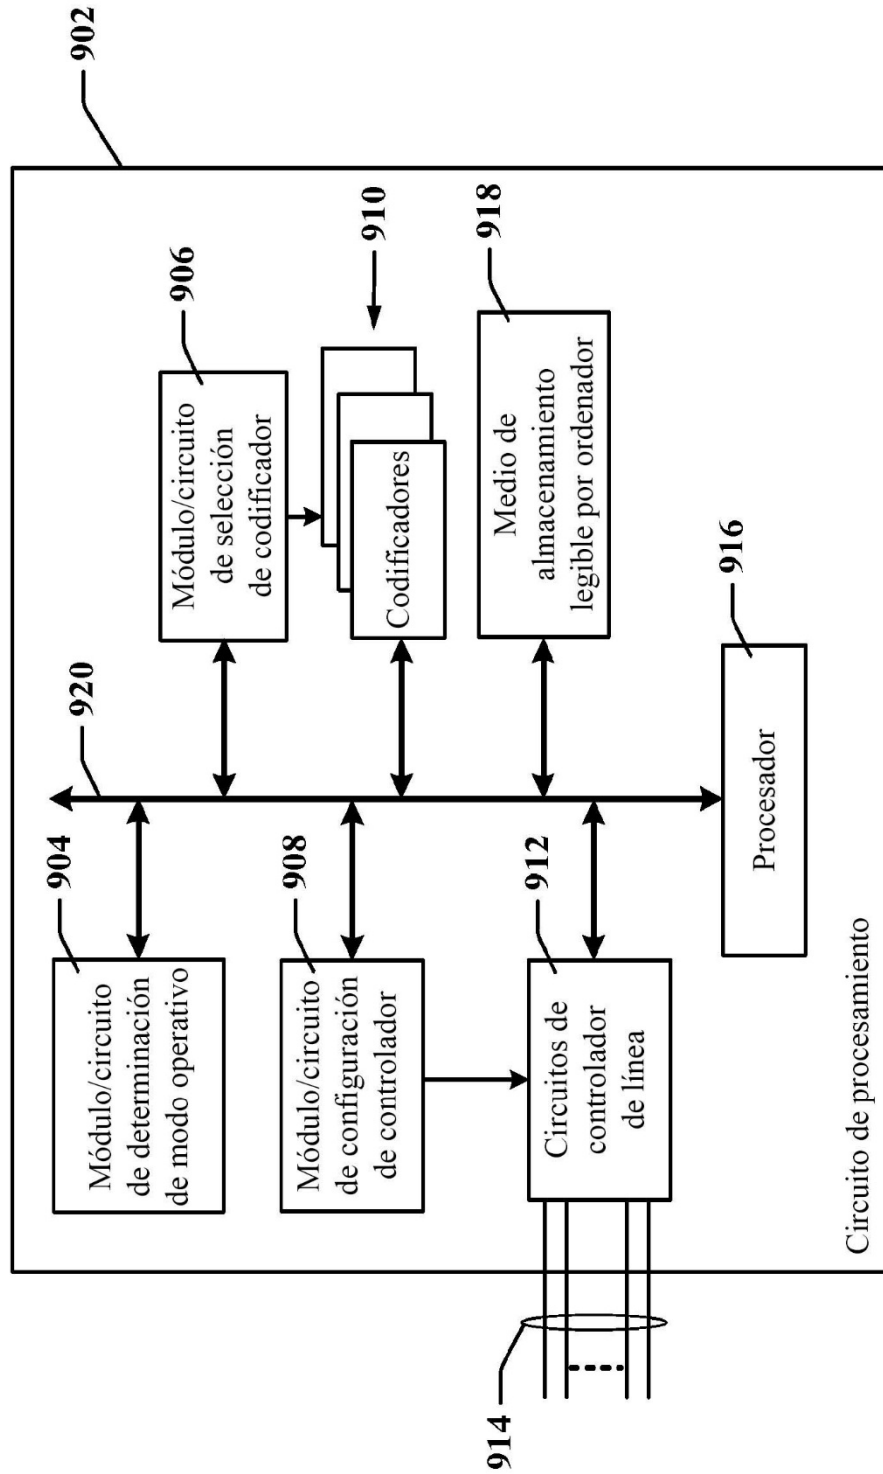 902
920
904
Módulo/circuito
de determinación
de modo operativo
906
Módulo/circuito
de selección
de codificador
908
Módulo/circuito
de configuración
de controlador
910
Codificadores
912
Circuitos de
controlador
de línea
914
918
Medio de
almacenamiento
legible por ordenador
916
Procesador
Circuito de procesamiento